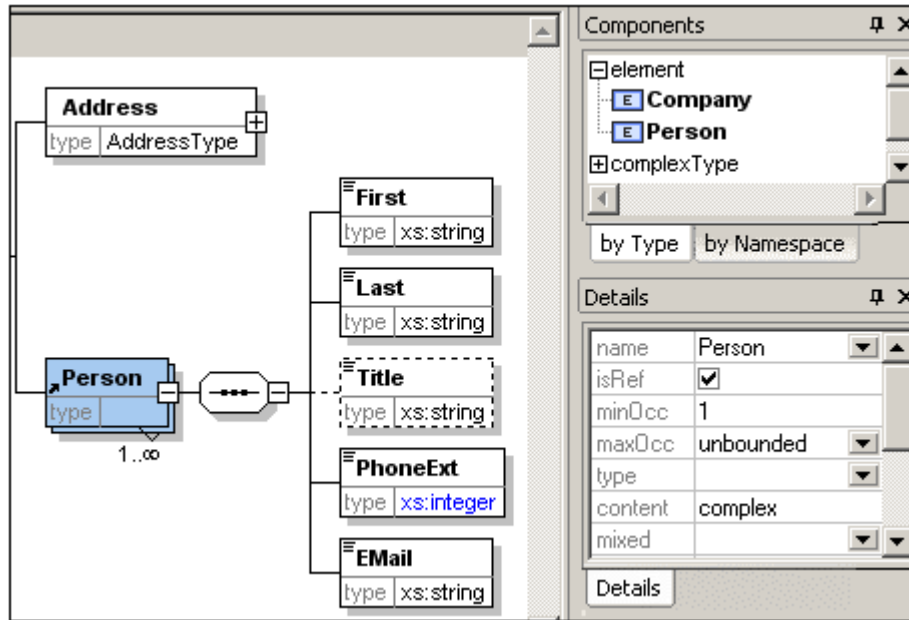 Address
type AddressType
First
type xs:string
Last
type xs:string
Person
type
1..∞
Title
type xs:string
PhoneExt
type xs:integer
EMail
type xs:string
Components
element
E Company
E Person
complexType
by Type by Namespace
Details
name Person
isRef
minOcc 1
maxOcc unbounded
type
content complex
mixed
Details